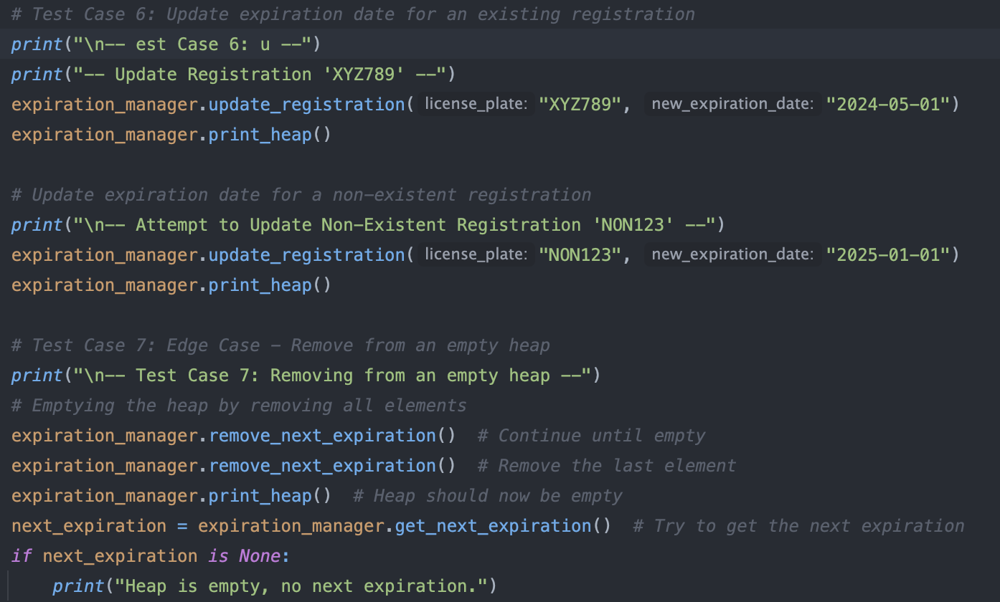 # Test Case 6: Update expiration date for an existing registration
print("\n-- est Case 6: u --")
print("-- Update Registration 'XYZ789' --")
expiration_manager.update_registration( license_plate: "XYZ789", new_expiration_date: "2024-05-01")
expiration_manager.print_heap()

# Update expiration date for a non-existent registration
print("\n-- Attempt to Update Non-Existent Registration 'NON123' --")
expiration_manager.update_registration( license_plate: "NON123", new_expiration_date: "2025-01-01")
expiration_manager.print_heap()

# Test Case 7: Edge Case - Remove from an empty heap
print("\n-- Test Case 7: Removing from an empty heap --")
# Emptying the heap by removing all elements
expiration_manager.remove_next_expiration()  # Continue until empty
expiration_manager.remove_next_expiration()  # Remove the last element
expiration_manager.print_heap()  # Heap should now be empty
next_expiration = expiration_manager.get_next_expiration()  # Try to get the next expiration
if next_expiration is None:
    print("Heap is empty, no next expiration.")